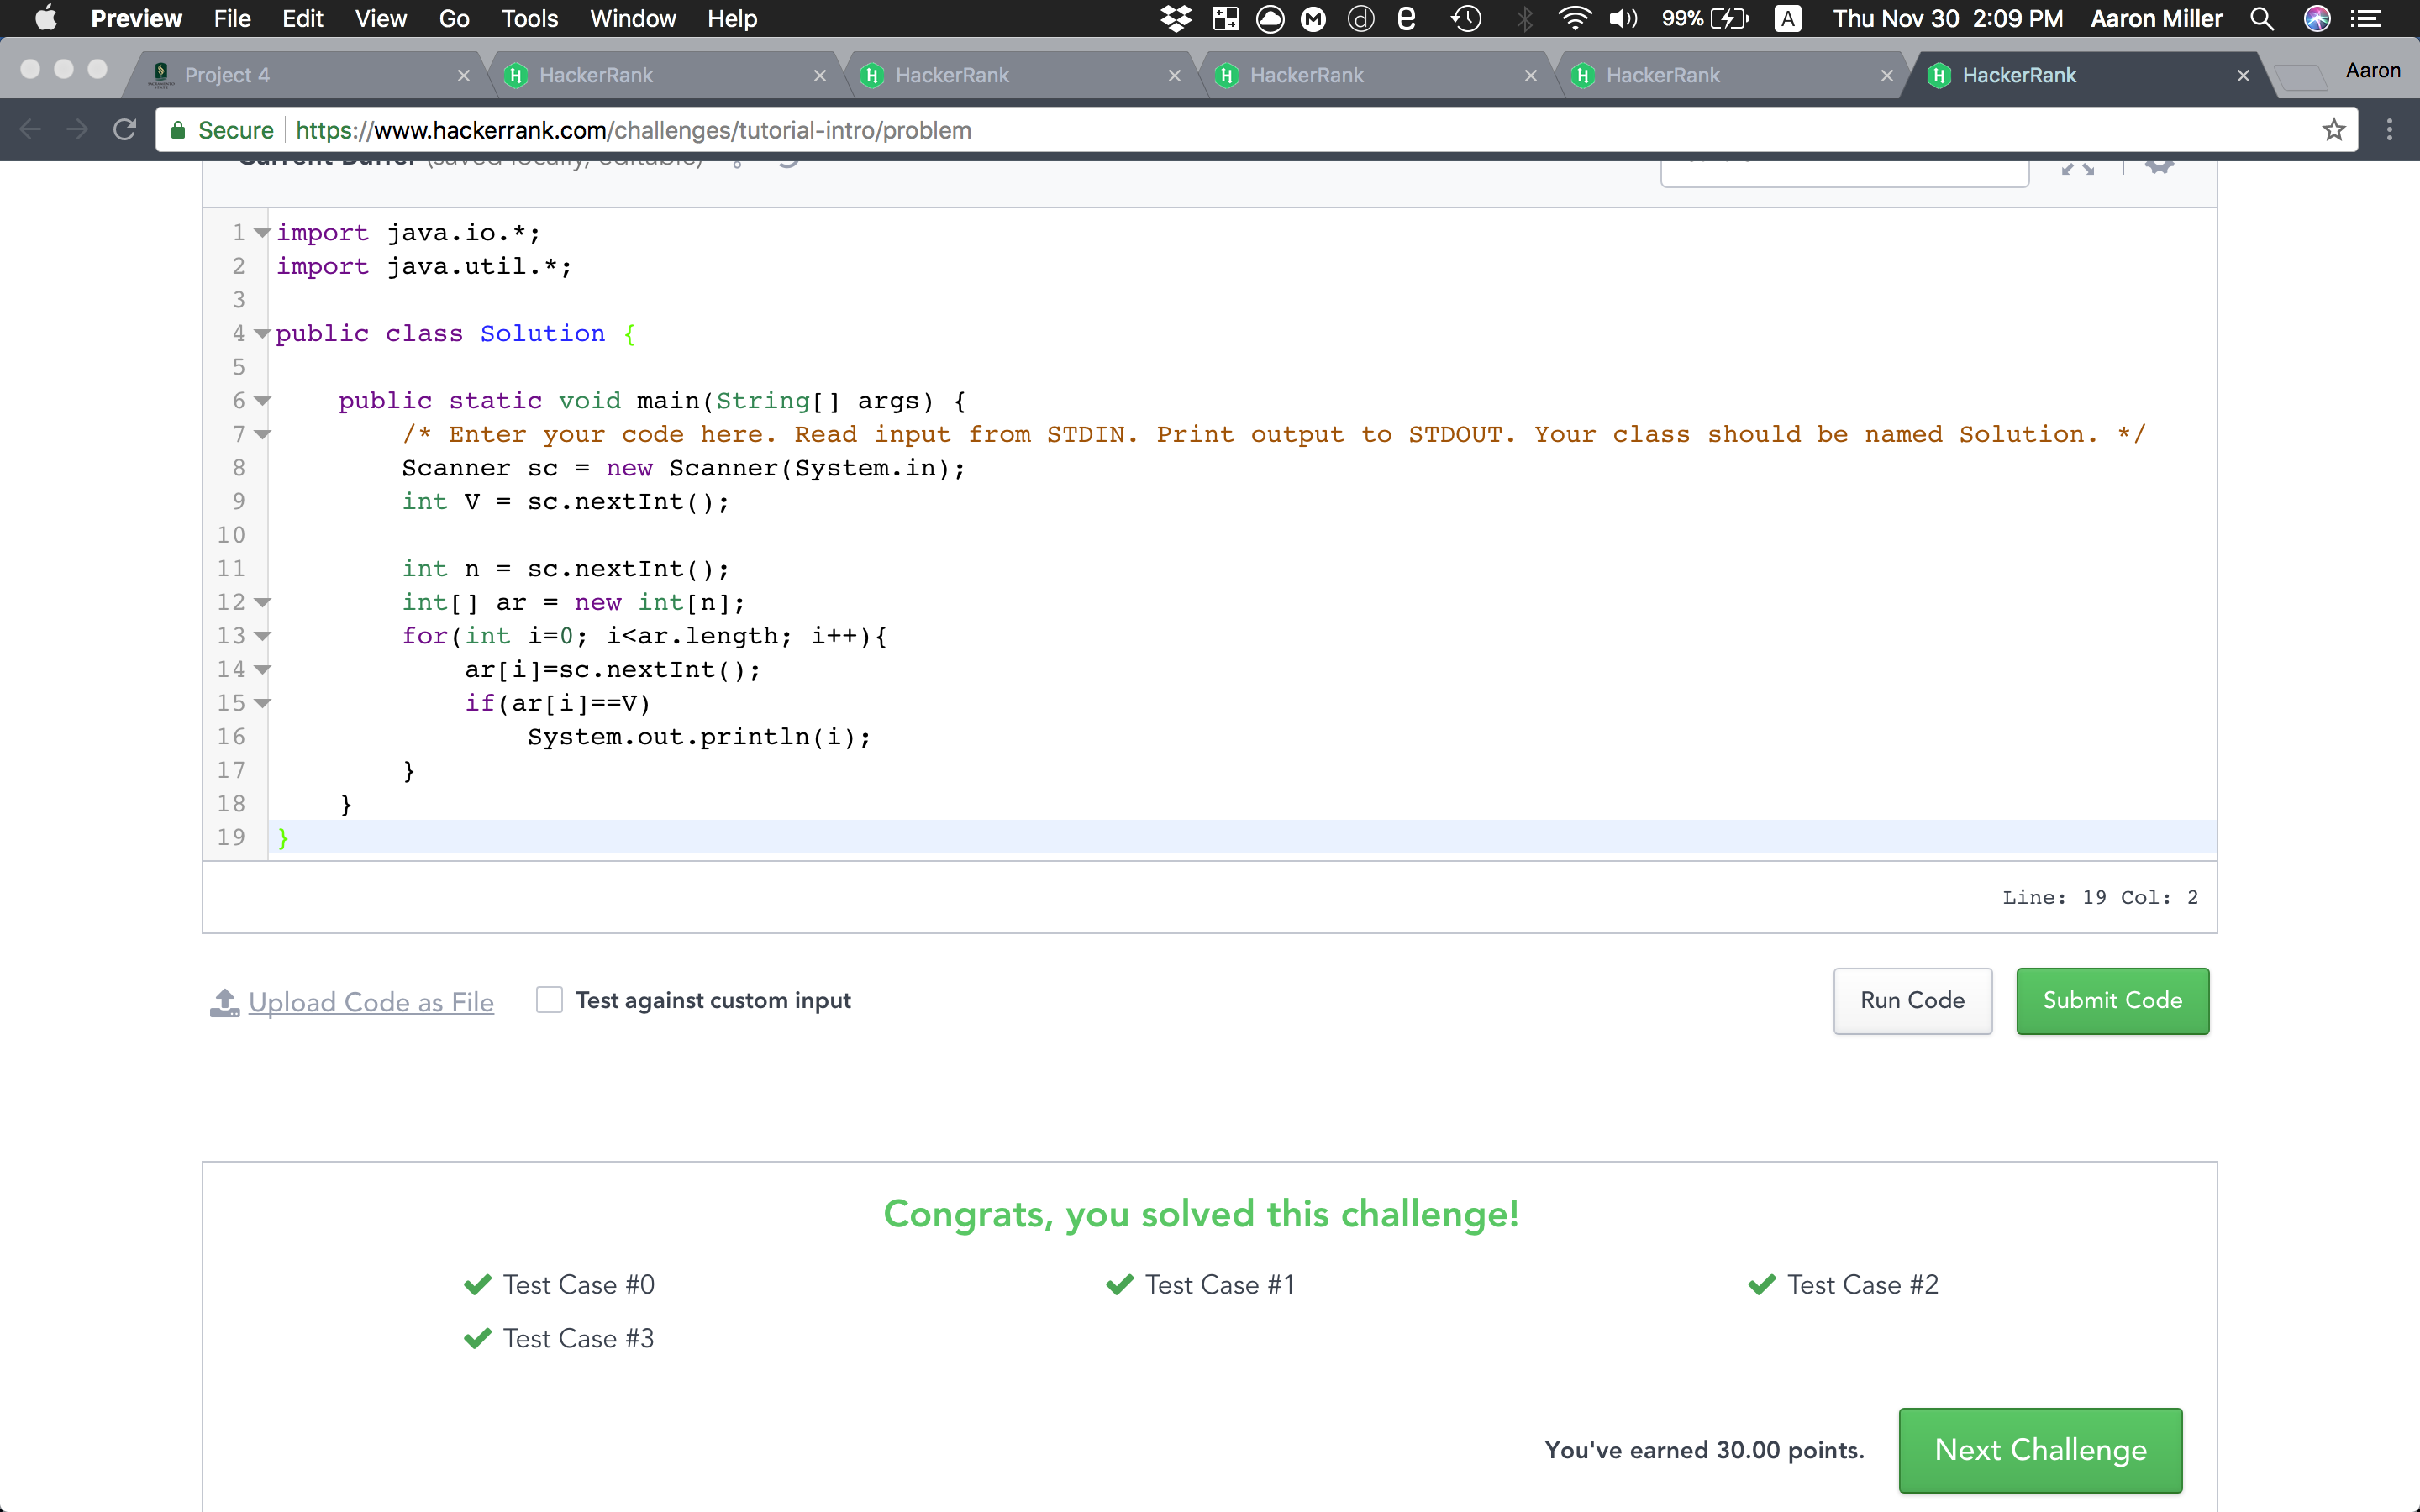 Preview File Edit View Go Tools Window Help 99% A Thu Nov 30 2:09 PM Aaron Miller
Project 4 HackerRank HackerRank HackerRank HackerRank HackerRank Aaron
Secure https://www.hackerrank.com/challenges/tutorial-intro/problem
Current Buffer (saved locally, editable)
1 import java.io.*;
2 import java.util.*;
3
4 public class Solution {
5
6     public static void main(String[] args) {
7         /* Enter your code here. Read input from STDIN. Print output to STDOUT. Your class should be named Solution. */
8         Scanner sc = new Scanner(System.in);
9         int V = sc.nextInt();
10
11         int n = sc.nextInt();
12         int[] ar = new int[n];
13         for(int i=0; i<ar.length; i++){
14             ar[i]=sc.nextInt();
15             if(ar[i]==V)
16                 System.out.println(i);
17         }
18     }
19 }
Line: 19 Col: 2
Upload Code as File Test against custom input Run Code Submit Code
Congrats, you solved this challenge!
Test Case #0 Test Case #1 Test Case #2
Test Case #3
You've earned 30.00 points. Next Challenge